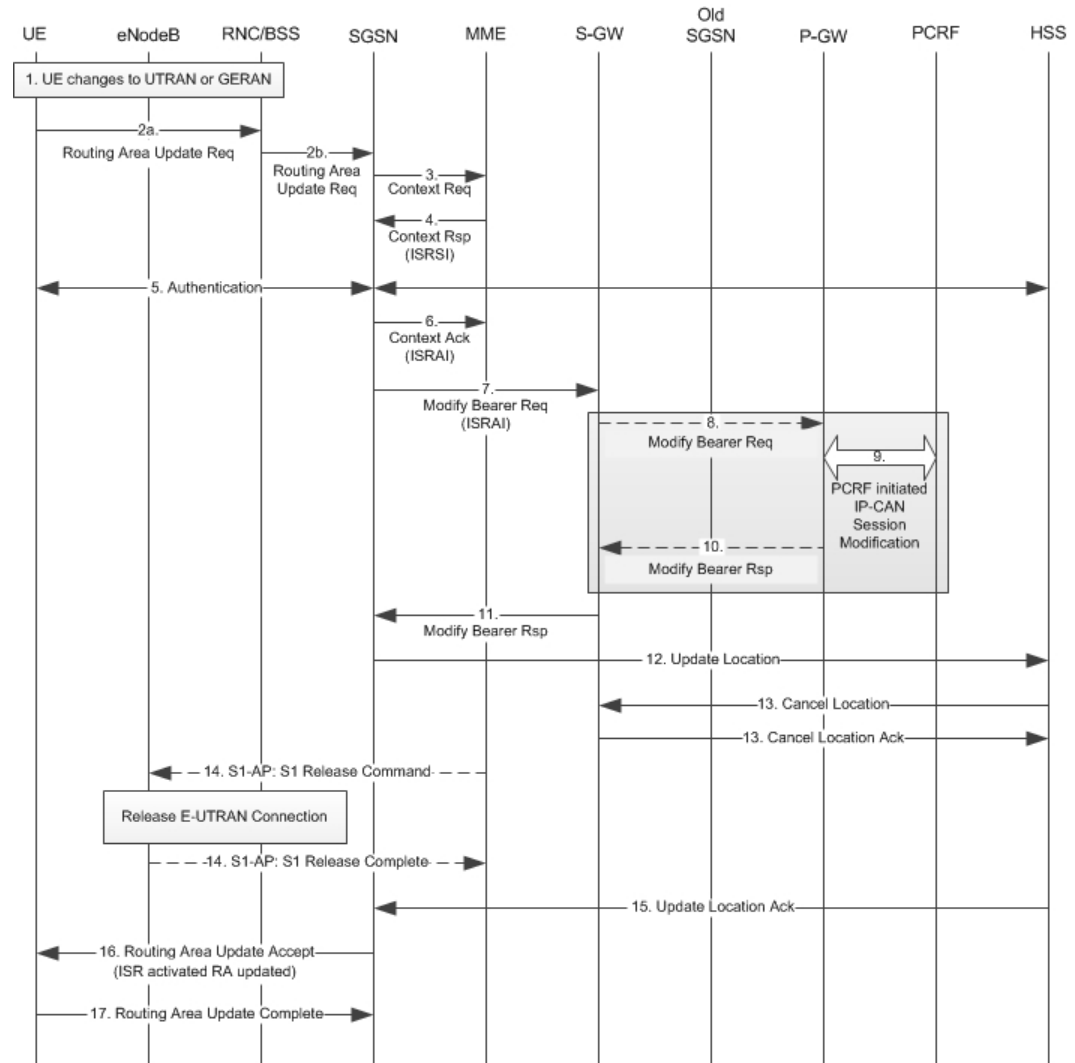 UE
eNodeB
RNC/BSS
SGSN
MME
S-GW
Old
SGSN
P-GW
PCRF
HSS
1. UE changes to UTRAN or GERAN
2a.
Routing Area Update Req
2b.
Routing Area
Update Req
3.
Context Req
4.
Context Rsp
(ISRSI)
5. Authentication
6.
Context Ack
(ISRAI)
7.
Modify Bearer Req
(ISRAI)
8.
Modify Bearer Req
9.
PCRF initiated
IP-CAN
Session
Modification
10.
Modify Bearer Rsp
11.
Modify Bearer Rsp
12. Update Location
13. Cancel Location
13. Cancel Location Ack
14. S1-AP: S1 Release Command
Release E-UTRAN Connection
14. S1-AP: S1 Release Complete
15. Update Location Ack
16. Routing Area Update Accept
(ISR activated RA updated)
17. Routing Area Update Complete